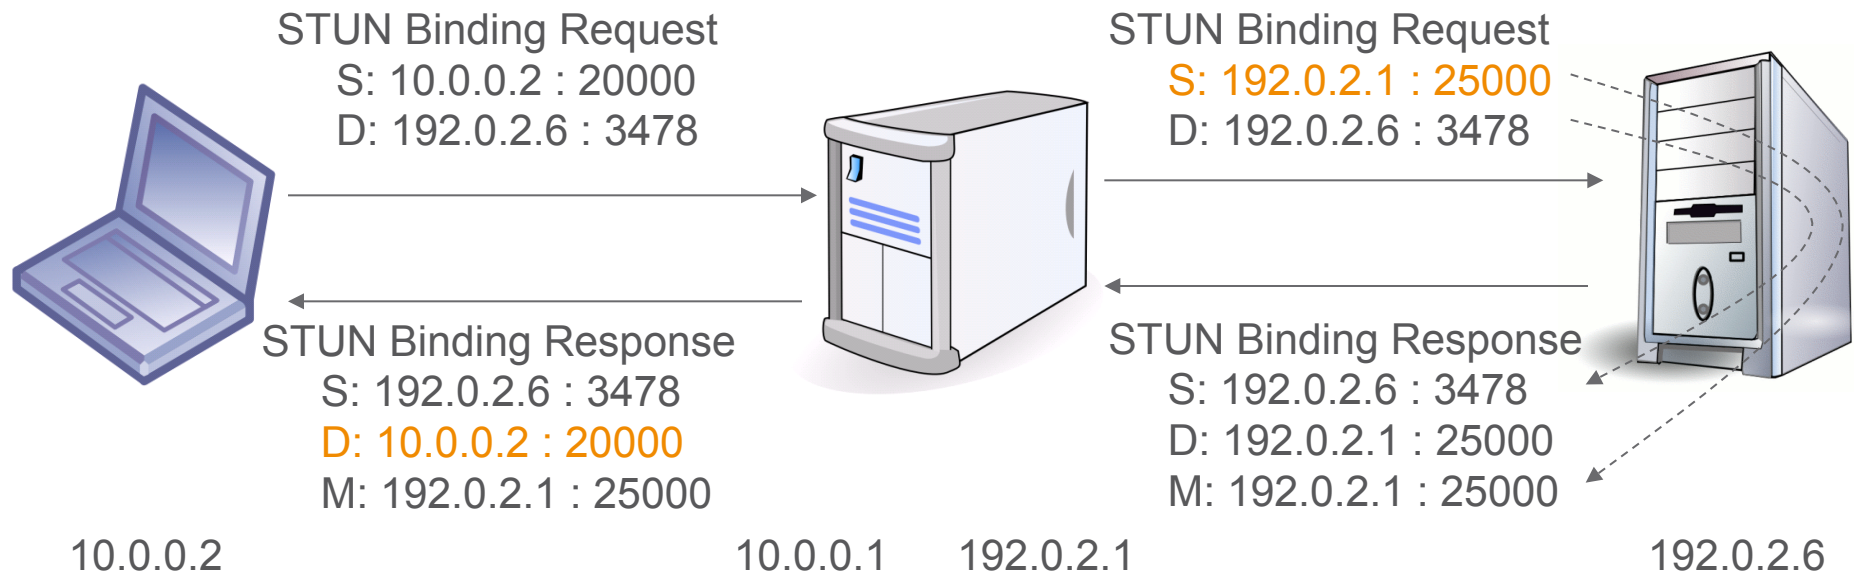 STUN Binding Request
S: 10.0.0.2 : 20000
D: 192.0.2.6 : 3478
STUN Binding Request
S: 192.0.2.1 : 25000
D: 192.0.2.6 : 3478
STUN Binding Response
S: 192.0.2.6 : 3478
D: 10.0.0.2 : 20000
M: 192.0.2.1 : 25000
STUN Binding Response
S: 192.0.2.6 : 3478
D: 192.0.2.1 : 25000
M: 192.0.2.1 : 25000
10.0.0.2
10.0.0.1
192.0.2.1
192.0.2.6